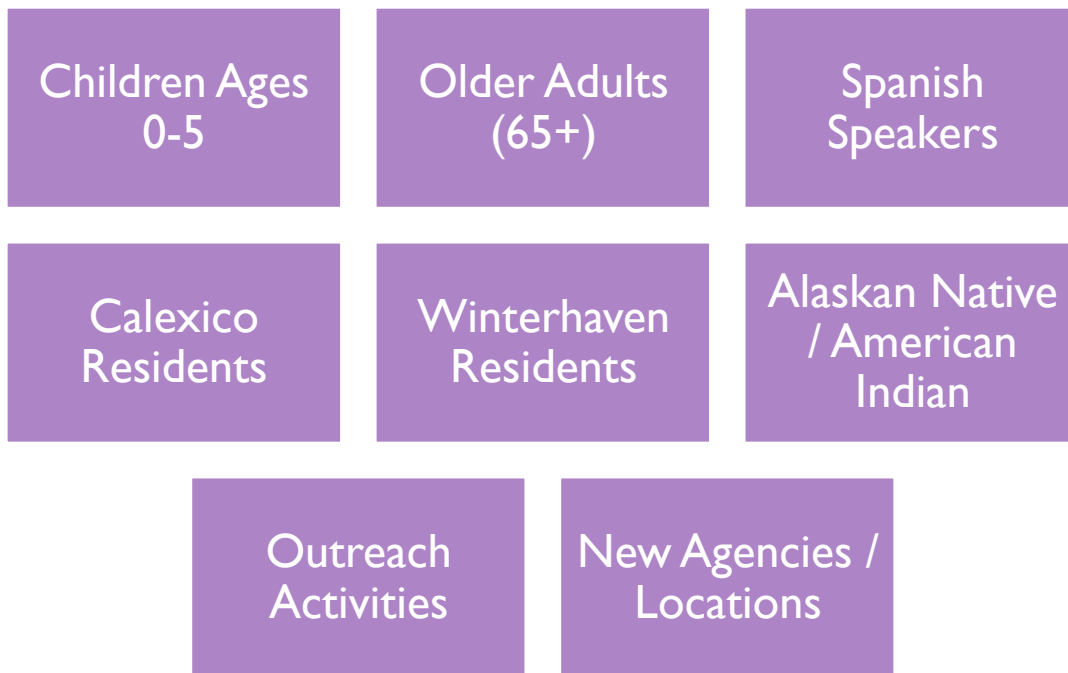 Children Ages
0-5
Older Adults
(65+)
Spanish
Speakers
Calexico
Residents
Winterhaven
Residents
Alaskan Native
/ American
Indian
Outreach
Activities
New Agencies /
Locations